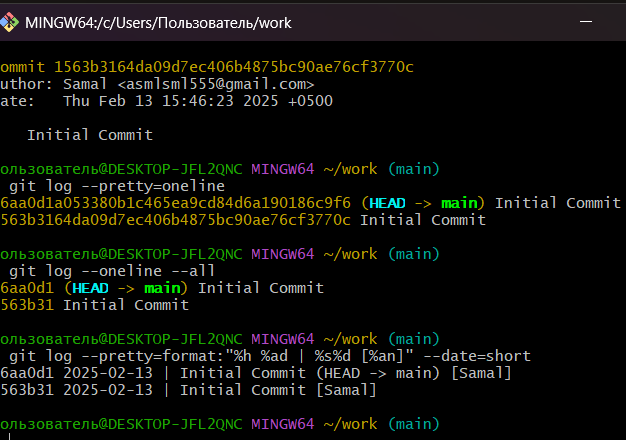 MINGW64:/c/Users/Пользователь/work
ommit 1563b3164da09d7ec406b4875bc90ae76cf3770c
uthor: Samal <asmlsml555@gmail.com>
ate:   Thu Feb 13 15:46:23 2025 +0500
Initial Commit
ользователь@DESKTOP-JFL2QNC MINGW64 ~/work (main)
git log --pretty=oneline
6aa0d1a053380b1c465ea9cd84d6a190186c9f6 (HEAD -> main) Initial Commit
563b3164da09d7ec406b4875bc90ae76cf3770c Initial Commit
ользователь@DESKTOP-JFL2QNC MINGW64 ~/work (main)
git log --oneline --all
6aa0d1 (HEAD -> main) Initial Commit
563b31 Initial Commit
ользователь@DESKTOP-JFL2QNC MINGW64 ~/work (main)
git log --pretty=format:"%h %ad | %s%d [%an]" --date=short
6aa0d1 2025-02-13 | Initial Commit (HEAD -> main) [Samal]
563b31 2025-02-13 | Initial Commit [Samal]
ользователь@DESKTOP-JFL2QNC MINGW64 ~/work (main)